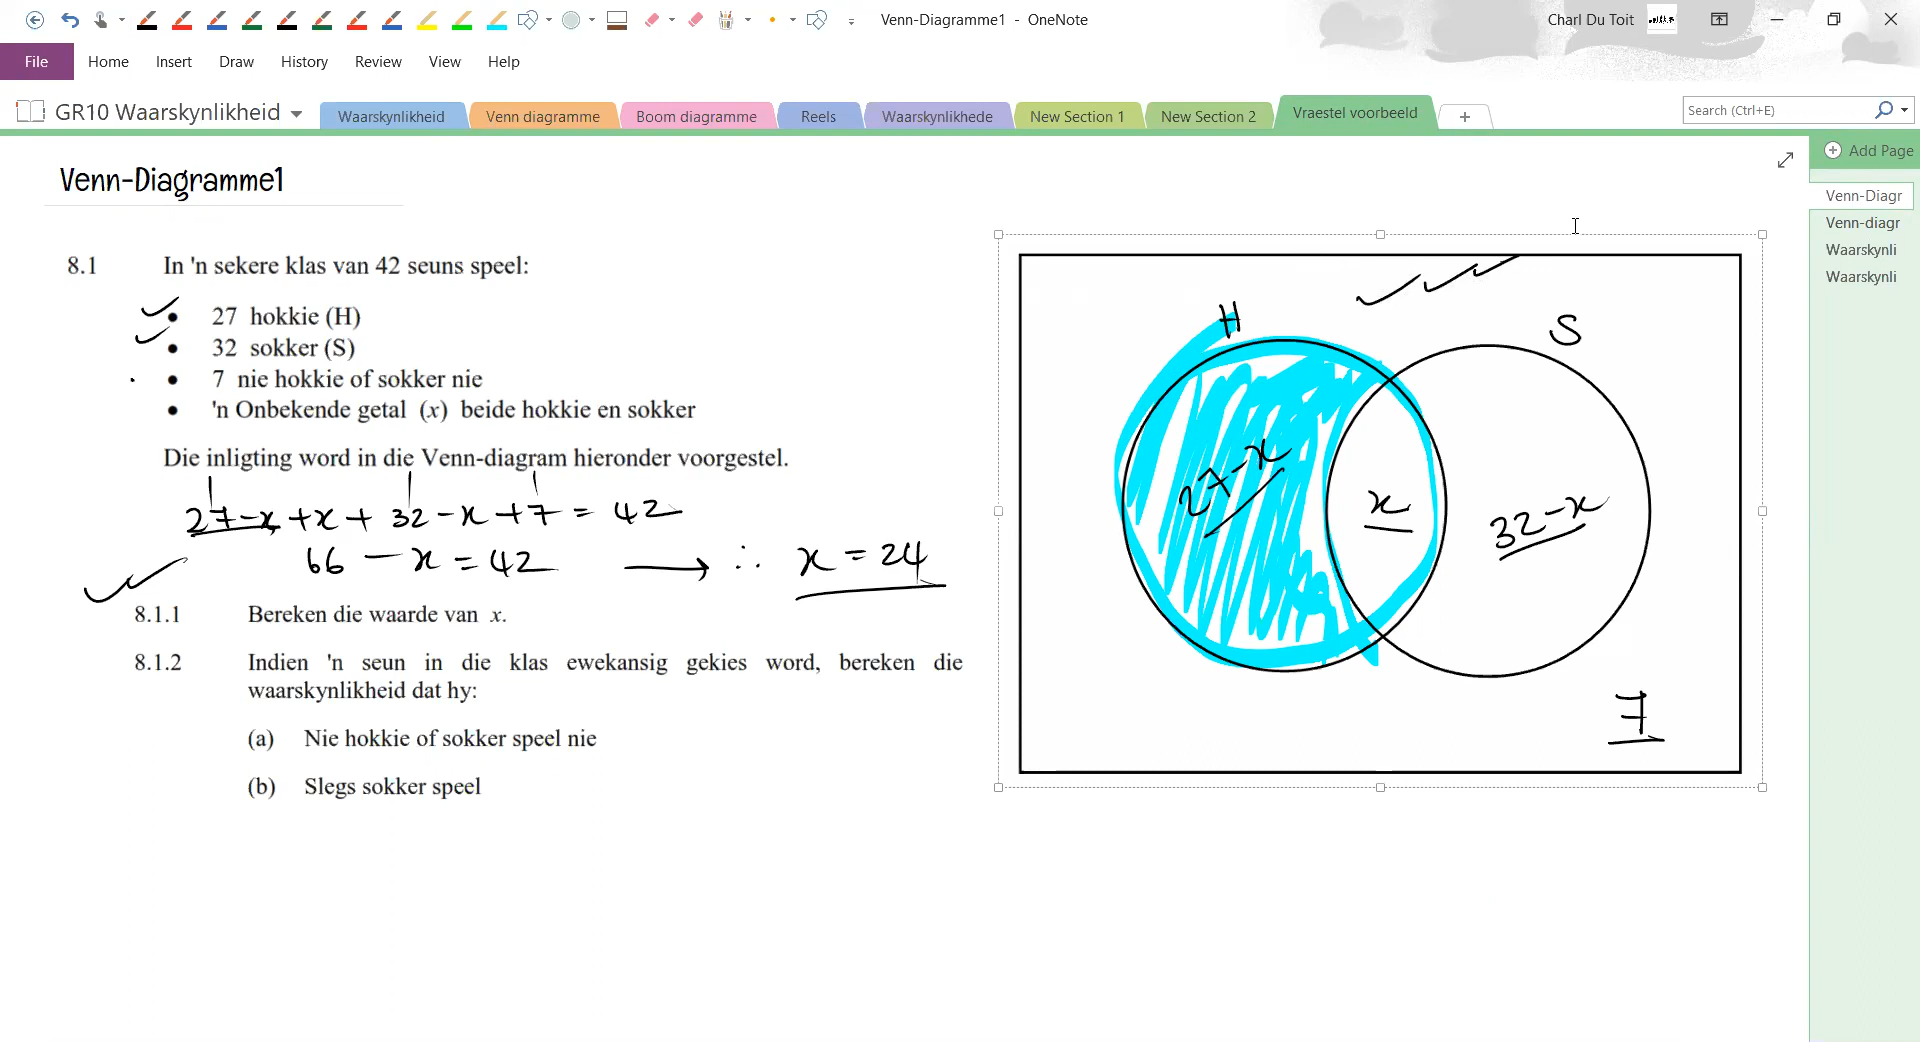 Venn-Diagramme1 - OneNote
Charl Du Toit
File Home Insert Draw History Review View Help
GR10 Waarskynlikheid
Waarskynlikheid Venn diagramme Boom diagramme Reels Waarskynlikhede New Section 1 New Section 2 Vraestel voorbeeld +
Search (Ctrl+E)
Add Page
Venn-Diagr
Venn-diagr
Waarskynli
Waarskynli
Venn-Diagramme1
8.1 In 'n sekere klas van 42 seuns speel:
• 27 hokkie (H)
• 32 sokker (S)
• 7 nie hokkie of sokker nie
• 'n Onbekende getal (x) beide hokkie en sokker
Die inligting word in die Venn-diagram hieronder voorgestel.
27 - x + x + 32 - x + 7 = 42
66 - x = 42 → ∴ x = 24
8.1.1 Bereken die waarde van x.
8.1.2 Indien 'n seun in die klas ewekansig gekies word, bereken die
waarskynlikheid dat hy:
(a) Nie hokkie of sokker speel nie
(b) Slegs sokker speel
H
S
27-x
x
32-x
7